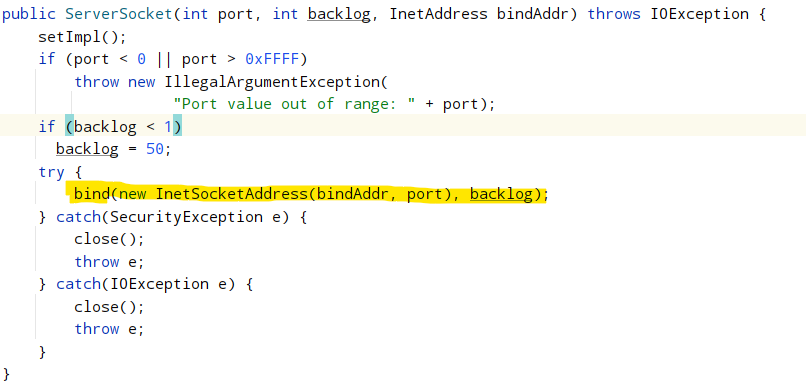 public ServerSocket(int port, int backlog, InetAddress bindAddr) throws IOException {
    setImpl();
    if (port < 0 || port > 0xFFFF)
        throw new IllegalArgumentException(
                   "Port value out of range: " + port);
    if (backlog < 1)
      backlog = 50;
    try {
        bind(new InetSocketAddress(bindAddr, port), backlog);
    } catch(SecurityException e) {
        close();
        throw e;
    } catch(IOException e) {
        close();
        throw e;
    }
}